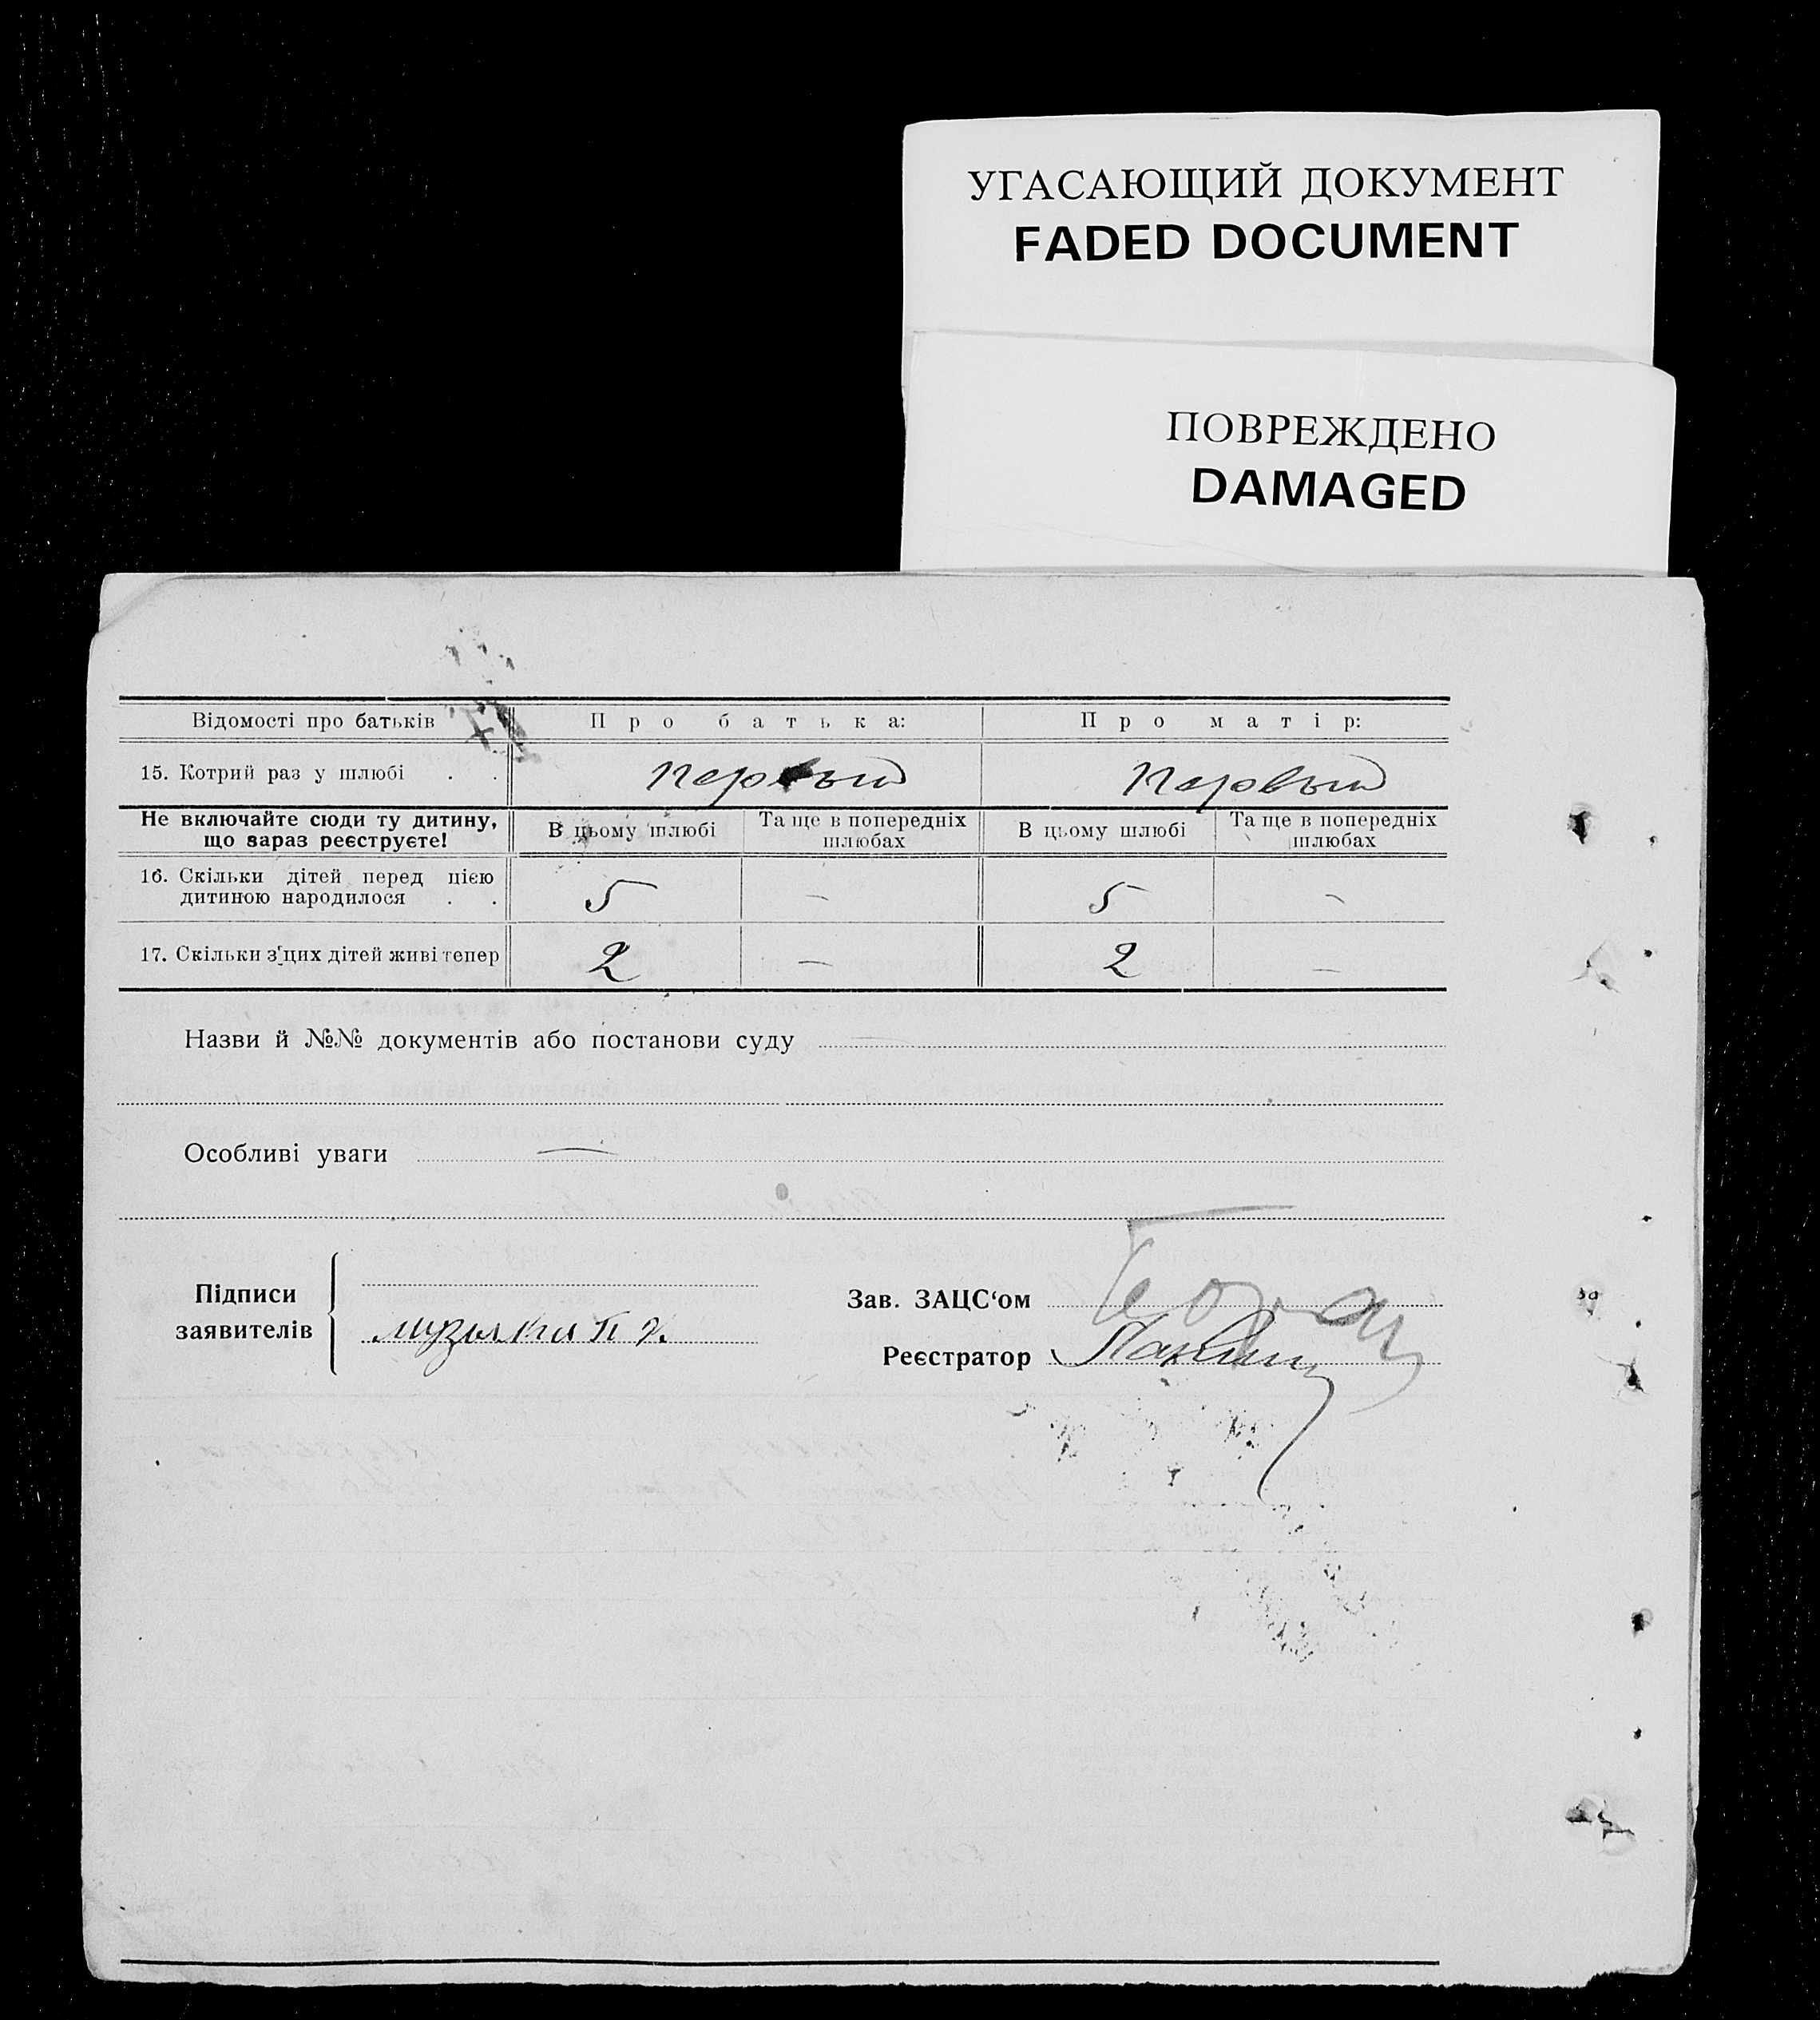 УГАСАЮЩИЙ ДОКУМЕНТ
FADED DOCUMENT
ПОВРЕЖДЕНО
DAMAGED
Відомості про батьків Про батька: Про матір:
15. Котрий раз у шлюбі . . первый Первый
Не включайте сюди ту дитину, що зараз реєструєте! В цьому шлюбі Та ще в попередніх шлюбах В цьому шлюбі Та ще в попередніх шлюбах
16. Скільки дітей перед цією
дитиною народилося . . 5 — 5 —
17. Скільки з цих дітей живі тепер 2 — 2 —
Назви й №№ документів або постанови суду
Особливі уваги —
Підписи
заявителів
музыка
Зав. ЗАЦС‘ом
Реєстратор